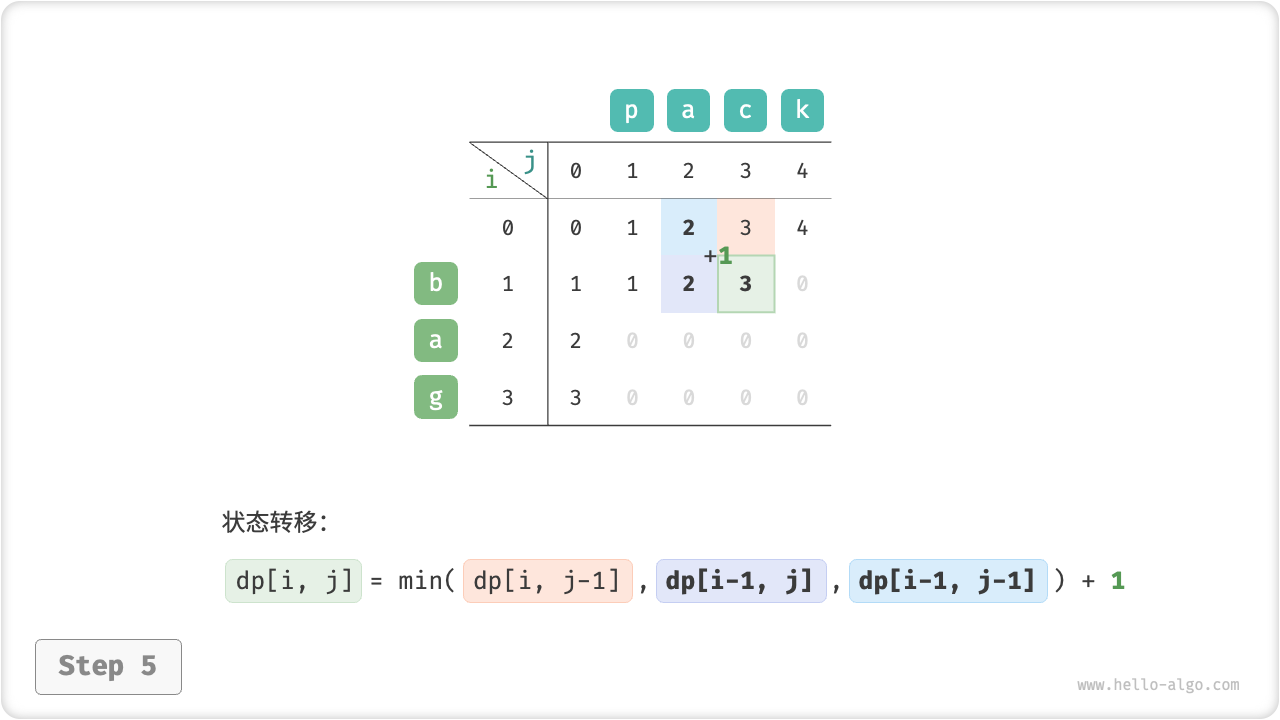 p a c k
j
i
0 1 2 3 4
0 0 1 2 3 4
+1
b 1 1 1 2 3 0
a 2 2 0 0 0 0
g 3 3 0 0 0 0
状态转移：
dp[i, j] = min( dp[i, j-1] , dp[i-1, j] , dp[i-1, j-1] ) + 1
Step 5
www.hello-algo.com